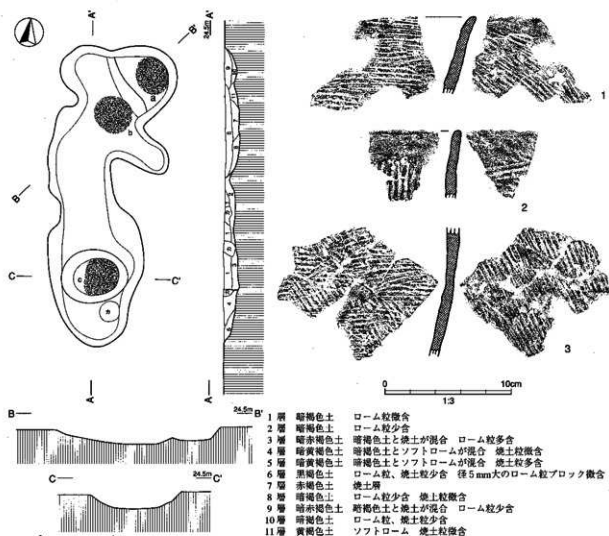 A'
B'
A'
24.5m
a
b
B
C
C'
c
A
A
B
24.5m
B'
C
24.5m
C'
1
2
3
0
10cm
1:3
1層 暗褐色土 ローム粒微含
2層 暗褐色土 ローム粒少含
3層 暗赤褐色土 暗褐色土と焼土が混合 ローム粒多含
4層 暗黄褐色土 暗褐色土とソフトロームが混合 焼土粒微含
5層 暗黄褐色土 暗褐色土とソフトロームが混合 焼土粒多含
6層 黒褐色土 ローム粒、焼土粒少含 径5mm大のローム粒ブロック微含
7層 赤褐色土 焼土層
8層 暗褐色土 ローム粒少含 焼土粒微含
9層 暗赤褐色土 暗褐色土と焼土が混合 ローム粒少含
10層 暗褐色土 ローム粒、焼土粒少含
11層 黄褐色土 ソフトローム 焼土粒微含